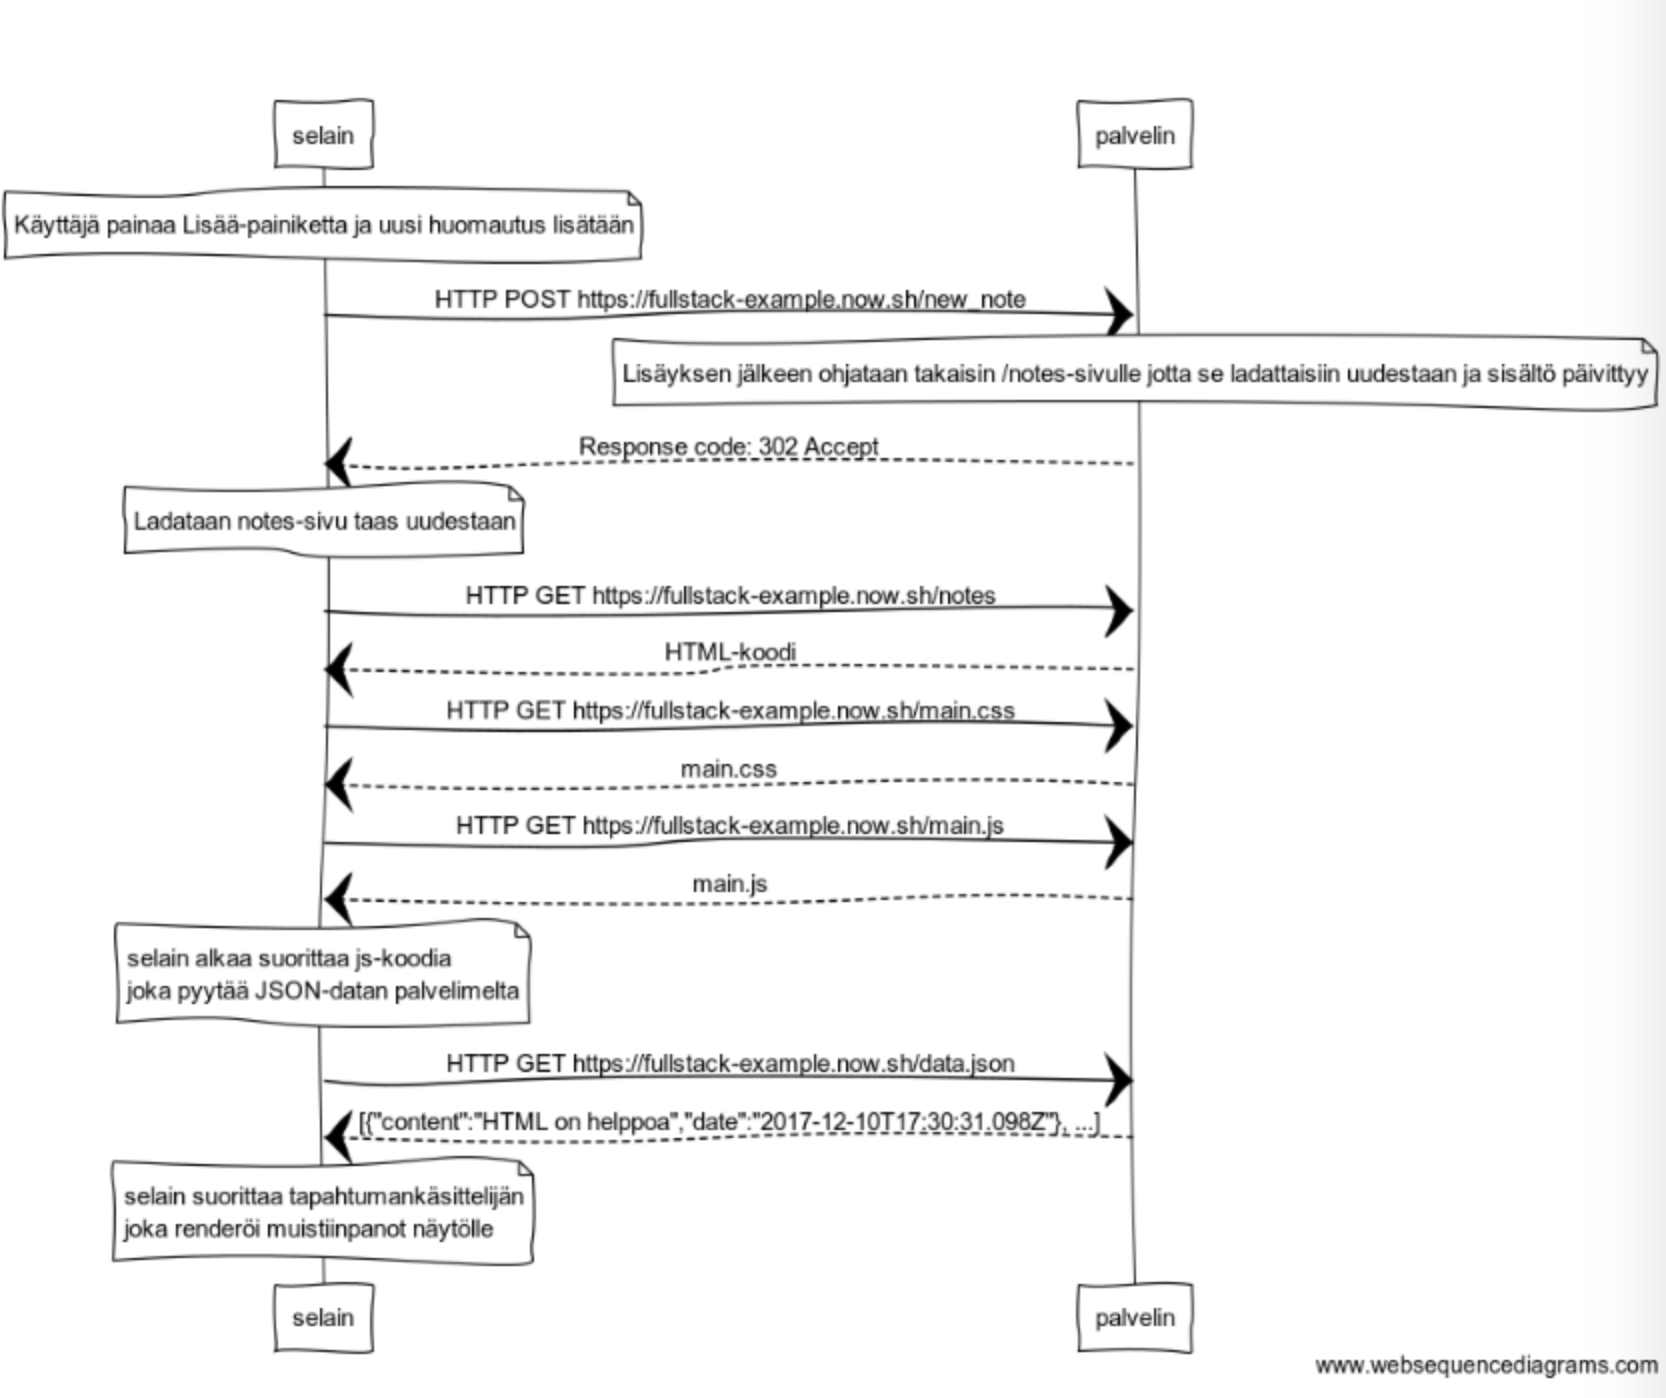 selain
palvelin
Käyttäjä painaa Lisää-painiketta ja uusi huomautus lisätään
HTTP POST https://fullstack-example.now.sh/new_note
Lisäyksen jälkeen ohjataan takaisin /notes-sivulle jotta se ladattaisiin uudestaan ja sisältö päivittyy
Response code: 302 Accept
Ladataan notes-sivu taas uudestaan
HTTP GET https://fullstack-example.now.sh/notes
HTML-koodi
HTTP GET https://fullstack-example.now.sh/main.css
main.css
HTTP GET https://fullstack-example.now.sh/main.js
main.js
selain alkaa suorittaa js-koodia
joka pyytää JSON-datan palvelimelta
HTTP GET https://fullstack-example.now.sh/data.json
[{"content":"HTML on helppoa","date":"2017-12-10T17:30:31.098Z"}, ...]
selain suorittaa tapahtumankäsittelijän
joka renderöi muistiinpanot näytölle
selain
palvelin
www.websequencediagrams.com